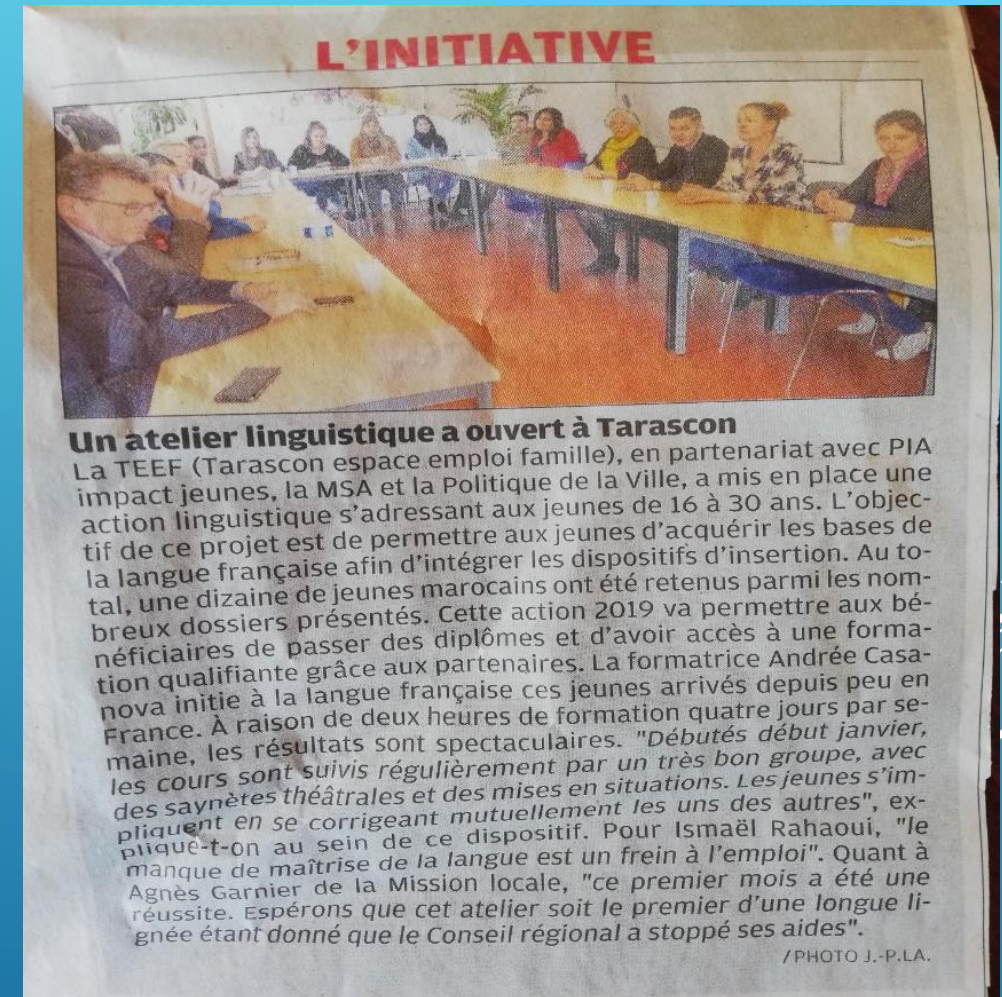 L'INITIATIVE
Un atelier linguistique a ouvert à Tarascon
La TEEF (Tarascon espace emploi famille), en partenariat avec PIA
impact jeunes, la MSA et la Politique de la Ville, a mis en place une
action linguistique s'adressant aux jeunes de 16 à 30 ans. L'objec-
tif de ce projet est de permettre aux jeunes d'acquérir les bases de
la langue française afin d'intégrer les dispositifs d'insertion. Au to-
tal, une dizaine de jeunes marocains ont été retenus parmi les nom-
breux dossiers présentés. Cette action 2019 va permettre aux bé-
néficiaires de passer des diplômes et d'avoir accès à une forma-
tion qualifiante grâce aux partenaires. La formatrice Andrée Casa-
nova initie à la langue française ces jeunes arrivés depuis peu en
France. À raison de deux heures de formation quatre jours par se-
maine, les résultats sont spectaculaires. "Débutés début janvier,
les cours sont suivis régulièrement par un très bon groupe, avec
des saynètes théâtrales et des mises en situations. Les jeunes s'im-
pliquent en se corrigeant mutuellement les uns des autres", ex-
plique-t-on au sein de ce dispositif. Pour Ismaël Rahaoui, "le
manque de maîtrise de la langue est un frein à l'emploi". Quant à
Agnès Garnier de la Mission locale, "ce premier mois a été une
réussite. Espérons que cet atelier soit le premier d'une longue li-
gnée étant donné que le Conseil régional a stoppé ses aides".
/PHOTO J.-P.LA.